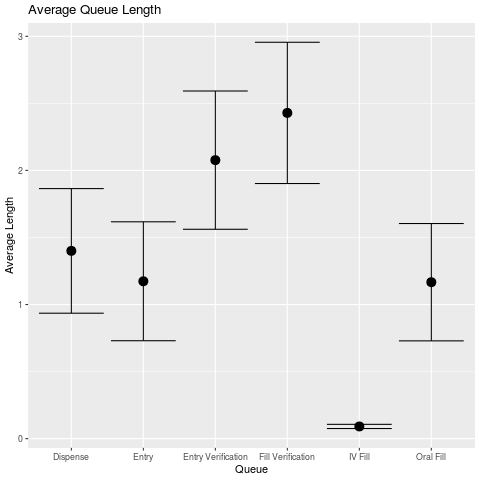 Average Queue Length
Average Length
3
2
1
0
Dispense Entry Entry Verification Fill Verification IV Fill Oral Fill
Queue